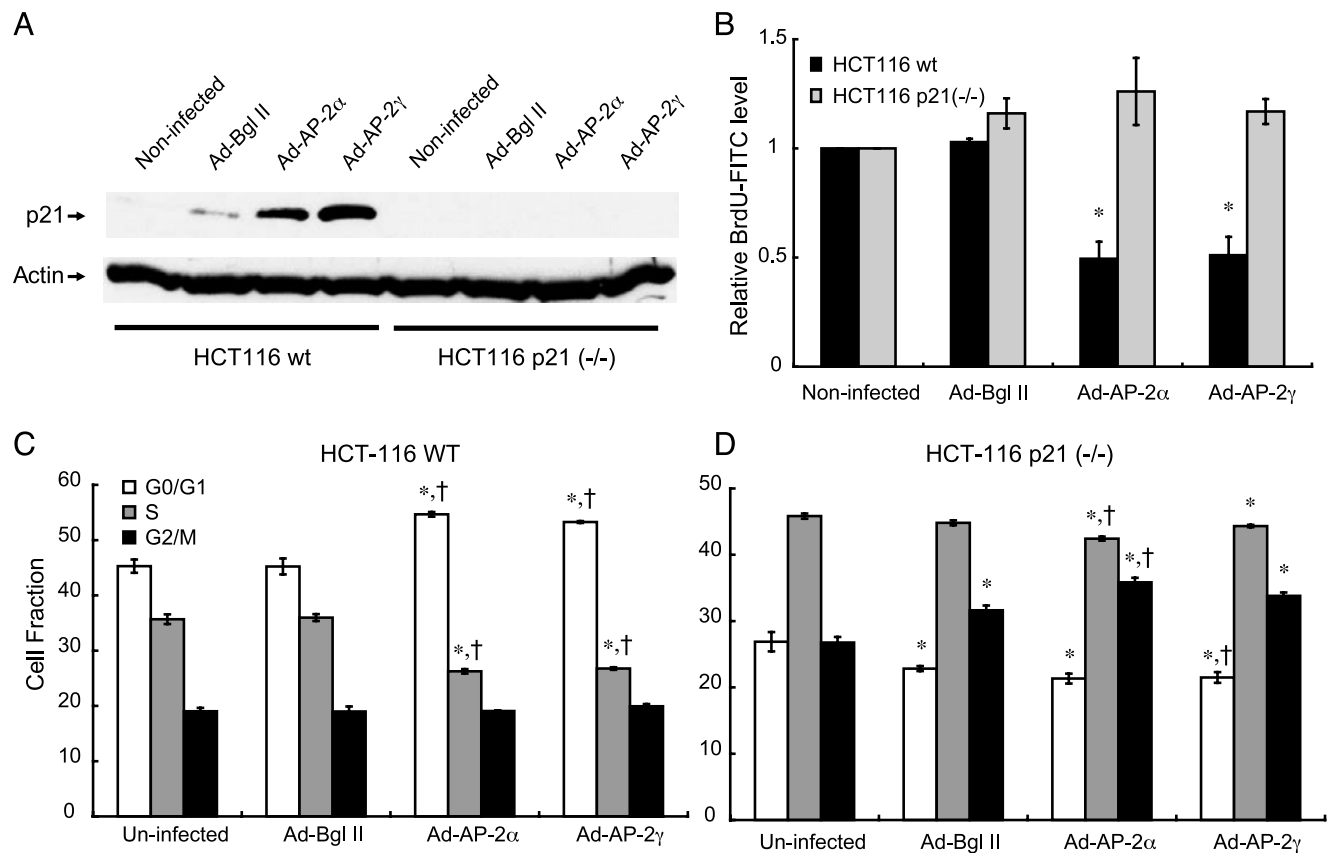 A
Non-infected
Ad-Bgl II
Ad-AP-2α
Ad-AP-2γ
Non-infected
Ad-Bgl II
Ad-AP-2α
Ad-AP-2γ
p21
Actin
HCT116 wt
HCT116 p21 (-/-)
B
Relative BrdU-FITC level
1.5
1
0.5
0
HCT116 wt
HCT116 p21(-/-)
*
*
Non-infected
Ad-Bgl II
Ad-AP-2α
Ad-AP-2γ
C
HCT-116 WT
Cell Fraction
60
50
40
30
20
10
0
G0/G1
S
G2/M
*,†
*,†
*,†
*,†
Un-infected
Ad-Bgl II
Ad-AP-2α
Ad-AP-2γ
D
HCT-116 p21 (-/-)
50
40
30
20
10
0
*
*
*
*,†
*,†
*,†
*
*
Un-infected
Ad-Bgl II
Ad-AP-2α
Ad-AP-2γ